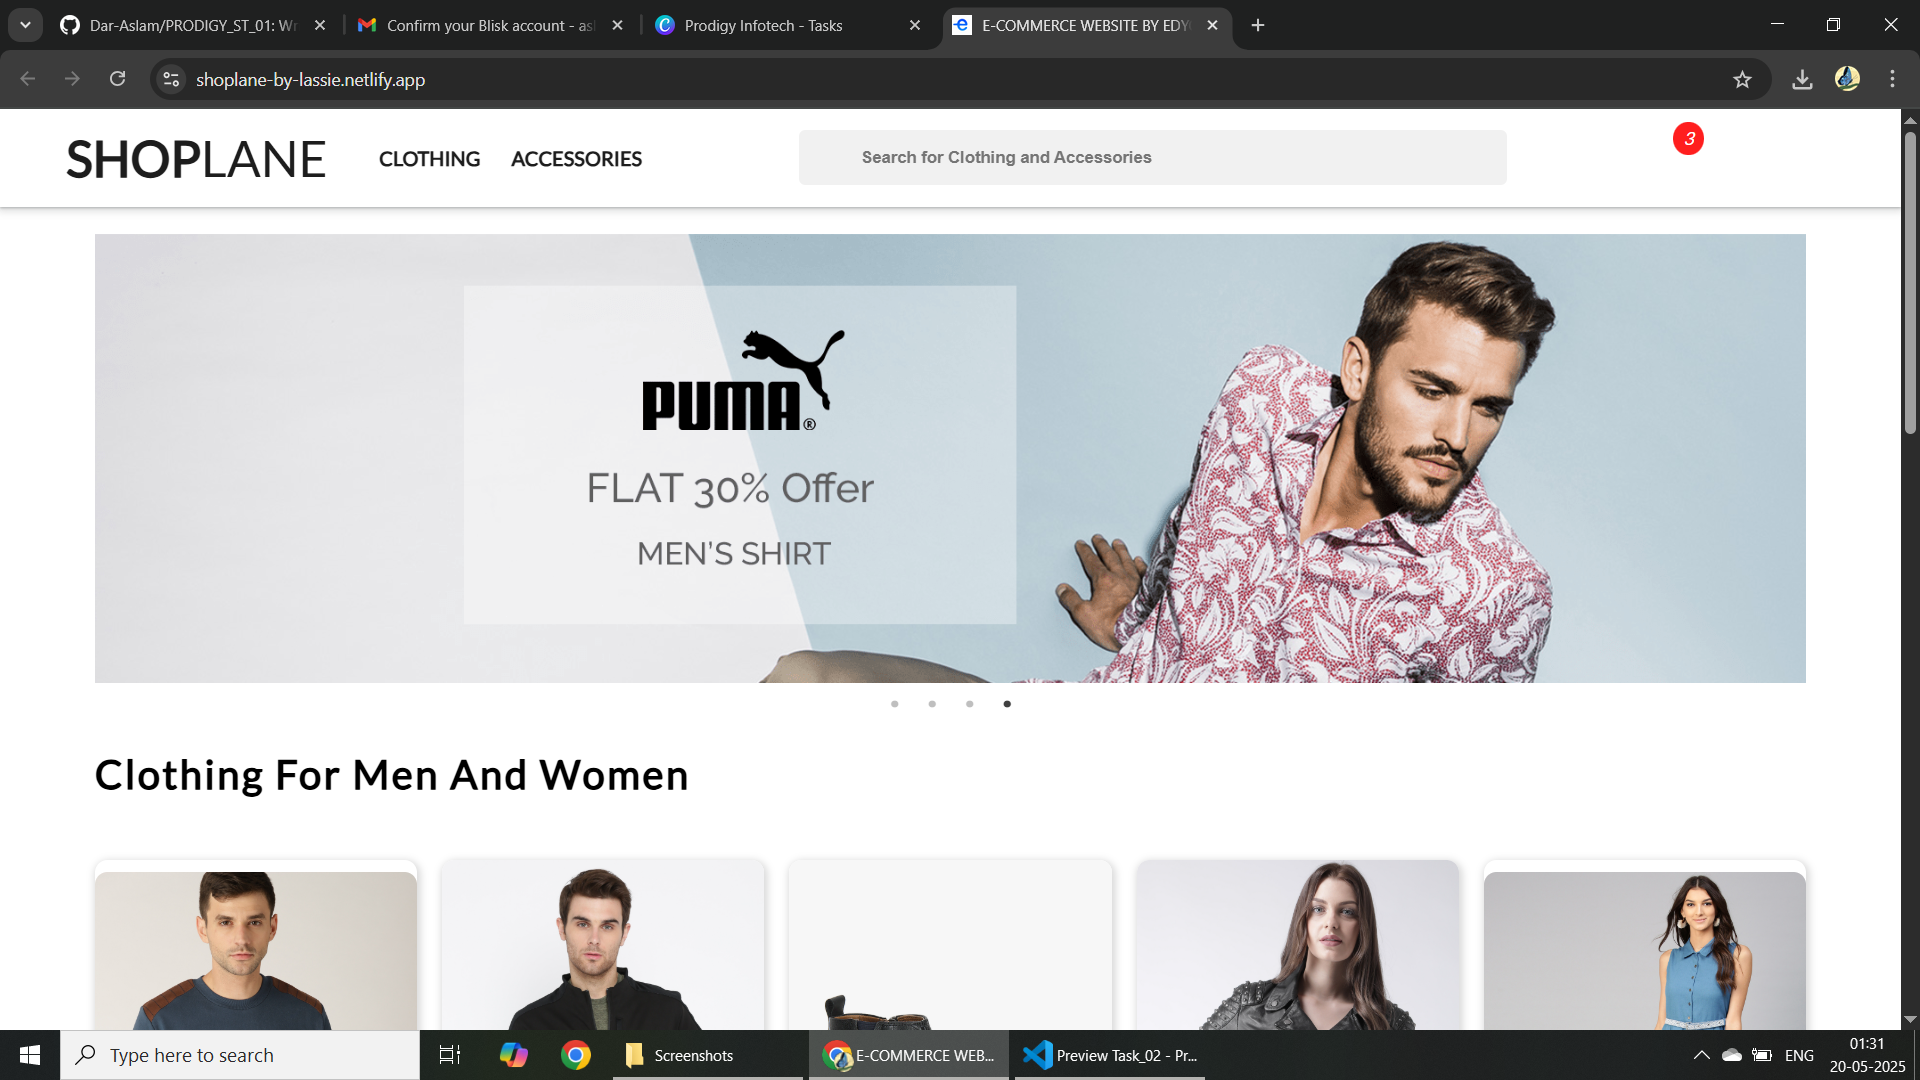 Dar-Aslam/PRODIGY_ST_01: Wr
Confirm your Blisk account - asl
Prodigy Infotech - Tasks
E-COMMERCE WEBSITE BY EDY
shoplane-by-lassie.netlify.app
SHOPLANE
CLOTHING
ACCESSORIES
Search for Clothing and Accessories
3
PUMA®
FLAT 30% Offer
MEN'S SHIRT
Clothing For Men And Women
Type here to search
Screenshots
E-COMMERCE WEB...
Preview Task_02 - Pr...
ENG
01:31
20-05-2025